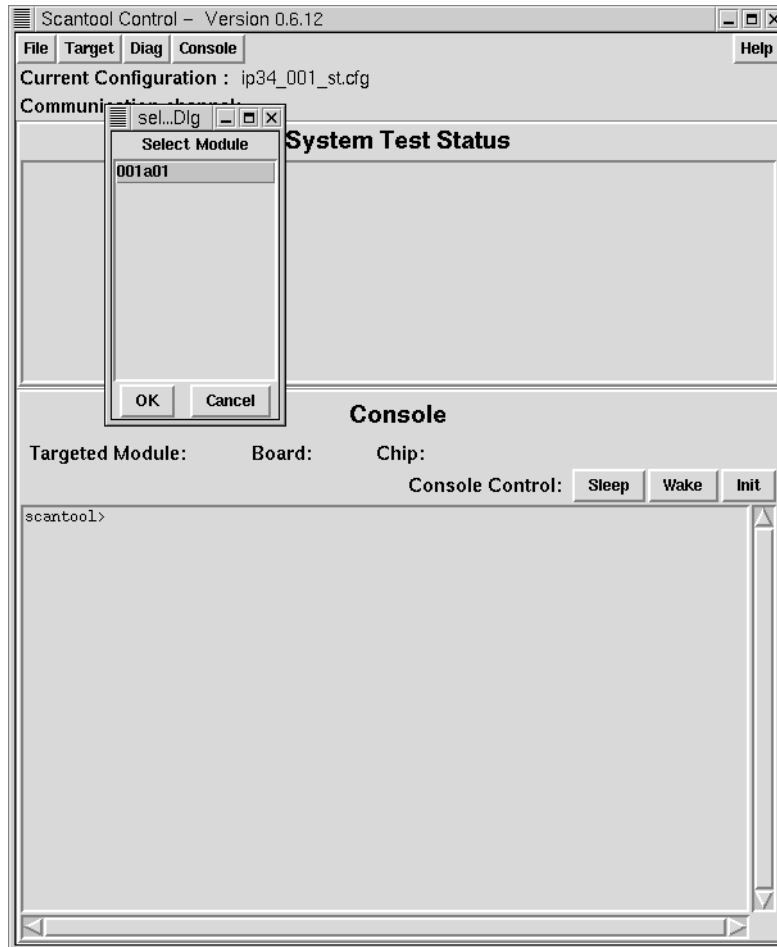 Scantool Control – Version 0.6.12
File Target Diag Console Help
Current Configuration : ip34_001_st.cfg
sel...Dlg
Select Module
001a01
OK Cancel
System Test Status
Console
Targeted Module: Board: Chip:
Console Control: Sleep Wake Init
scantool>